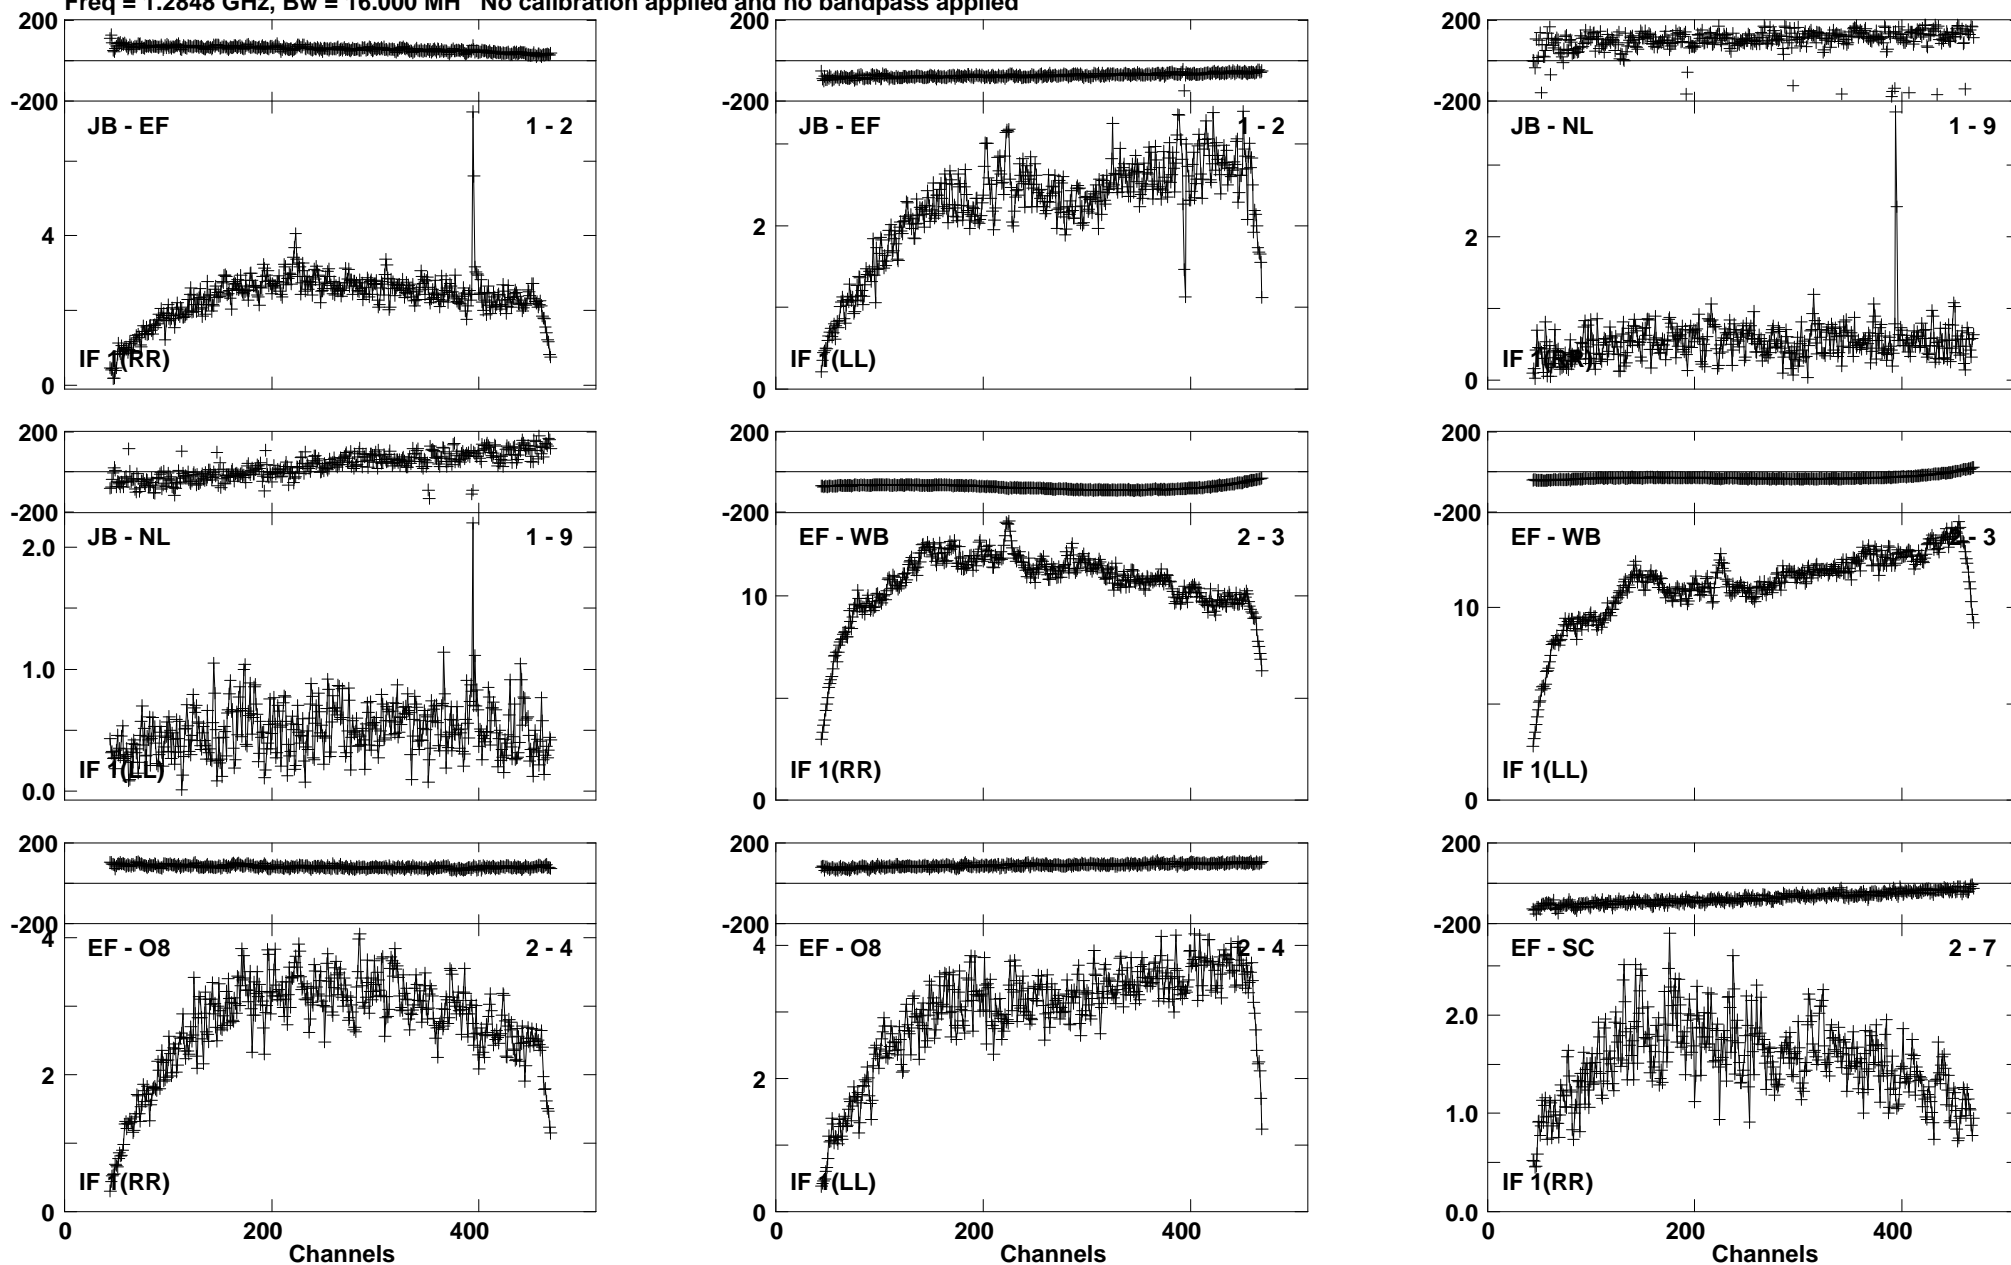 Freq = 1.2848 GHz, Bw = 16.000 MH No calibration applied and no bandpass applied
200
-200
JB - EF 1 - 2
4
0
IF 1(RR)
-200
JB - EF 1 - 2
2
0
IF 1(LL)
200
-200
JB - NL 1 - 9
2
0
IF 1(RR)
200
-200
JB - NL 1 - 9
2.0
1.0
0.0
IF 1(LL)
200
-200
EF - WB 2 - 3
10
0
IF 1(RR)
200
-200
EF - WB 2 - 3
10
0
IF 1(LL)
200
-200
EF - O8 2 - 4
4
2
0
IF 1(RR)
0 200 400
Channels
200
-200
EF - O8 2 - 4
4
2
0
IF 1(LL)
200
-200
EF - SC 2 - 7
2.0
1.0
0.0
IF 1(RR)
0 200 400
Channels